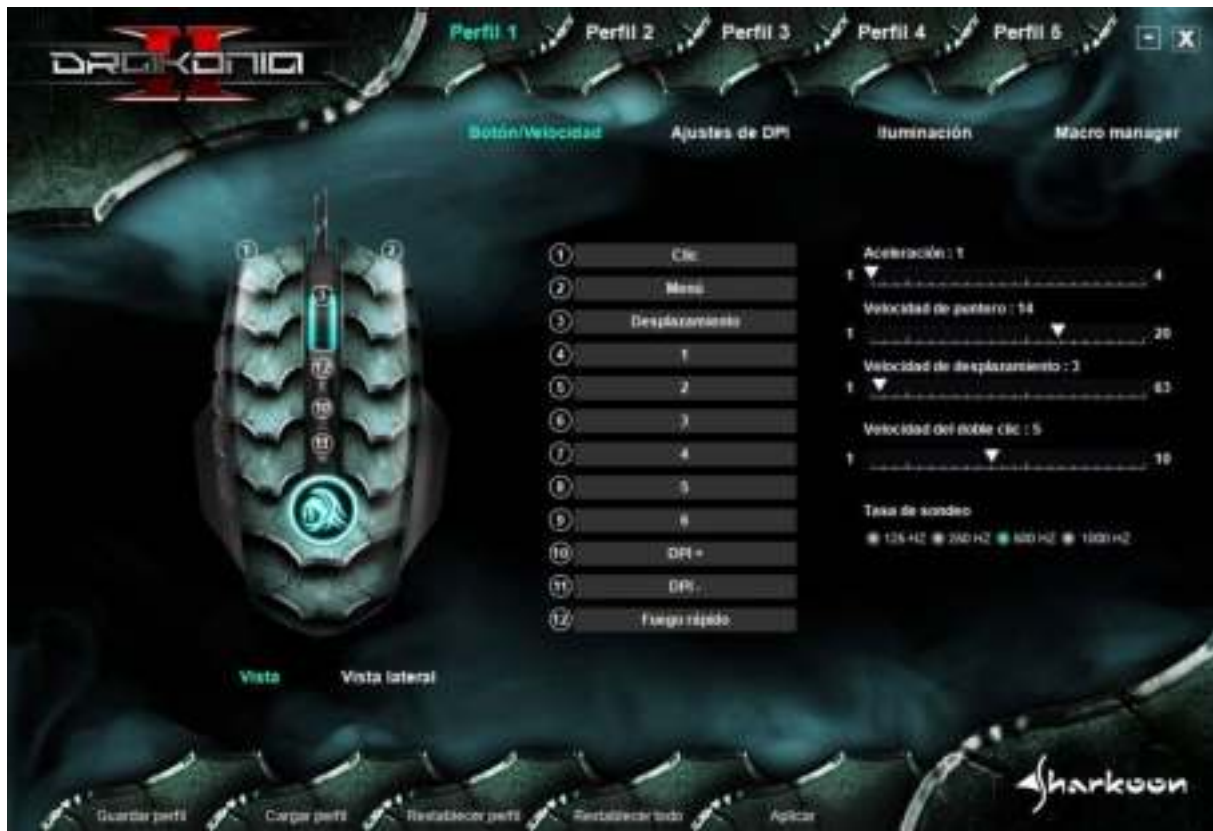 DRAKONIA II
Perfil 1
Perfil 2
Perfil 3
Perfil 4
Perfil 5
- X
Botón/Velocidad
Ajustes de DPI
Iluminación
Macro manager
1
2
3
12
10
11
1 Clic
2 Menú
3 Desplazamiento
4 1
5 2
6 3
7 4
8 5
9 6
10 DPI +
11 DPI -
12 Fuego rápido
Aceleración : 1
1 4
Velocidad de puntero : 14
1 20
Velocidad de desplazamiento : 3
1 63
Velocidad del doble clic : 5
1 10
Tasa de sondeo
125 HZ 250 HZ 500 HZ 1000 HZ
Vista
Vista lateral
Guardar perfil
Cargar perfil
Restablecer perfil
Restablecer todo
Aplicar
Sharkoon